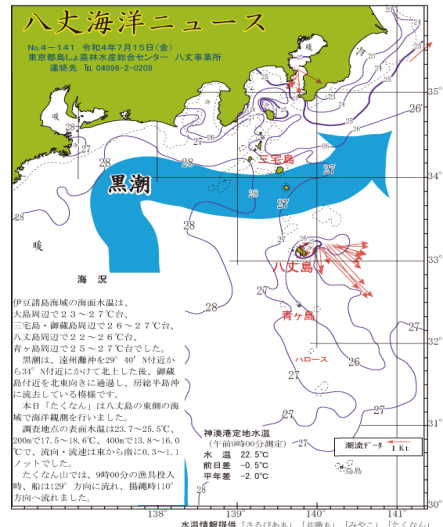 八丈海洋ニュース
No.4－141 令和4年7月15日(金)
東京都島しょ農林水産総合センター 八丈事業所
連絡先 ℡ 04996-2-0209
暖
冷
暖
三宅島
黒潮
八丈島
青ヶ島
ハロース
暖
海 況
伊豆諸島海域の海面水温は、
大島周辺で23～27℃台、
三宅島・御蔵島周辺で26～27℃台、
八丈島周辺で22～26℃台、
青ヶ島周辺で25～27℃台でした。
黒潮は、遠州灘沖を29°40′N付近か
ら34°N付近にかけて北上した後、御蔵
島付近を北東向きに通過し、房総半島沖
に流去している模様です。
本日「たくなん」は八丈島の東側の海
域で海洋観測を行いました。
調査地点の表面水温は23.7～25.5℃、
200mで17.5～18.6℃、400mで13.8～16.0
℃で、流向・流速は東から南に0.3～1.1
ノットでした。
たくなん山では、9時00分の漁具投入
時、船は129°方向に流れ、揚縄時110°
方向へ流れました。
神湊港定地水温
(午前9時00分測定)
水 温 22.5℃
前日差 -0.5℃
平年差 -2.0℃
潮流ﾃﾞｰﾀ
1 Kt.
鳥島
35°
34°
33°
32°
31°
30°
138°
139°
140°
141°
水温情報提供 「さるびあ丸」「共勝丸」「みやこ」「たくなん」